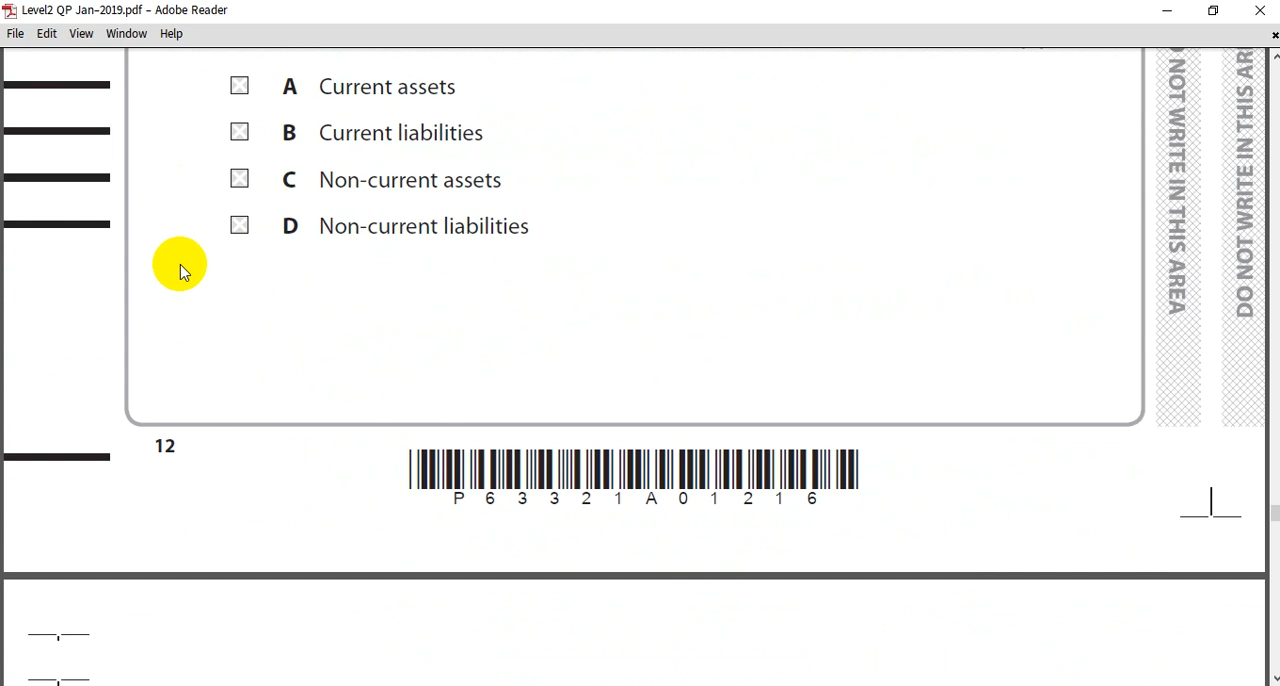 Level2 QP Jan-2019.pdf - Adobe Reader
File Edit View Window Help
A Current assets
B Current liabilities
C Non-current assets
D Non-current liabilities
NOT WRITE IN THIS AREA
DO NOT WRITE IN THIS AR
12
P 6 3 3 2 1 A 0 1 2 1 6